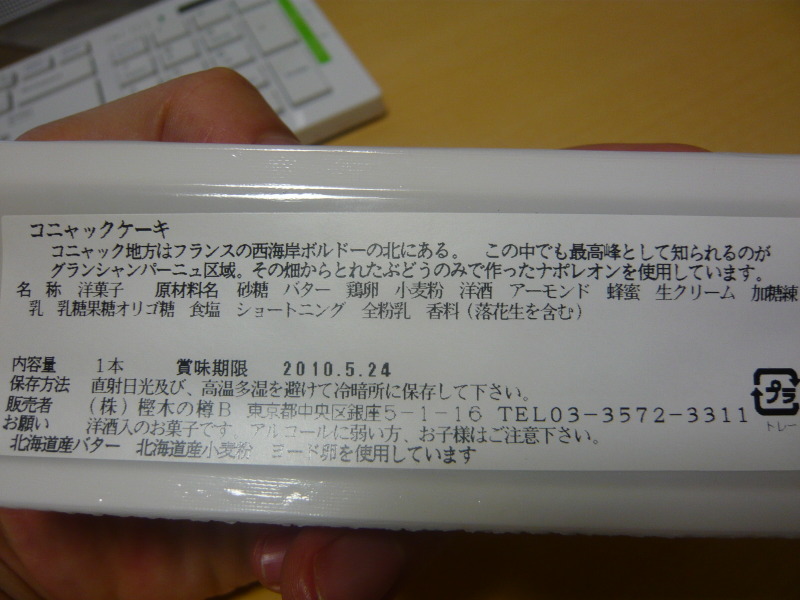 コニャックケーキ
コニャック地方はフランスの西海岸ボルドーの北にある。 この中でも最高峰として知られるのが
グランシャンパーニュ区域。その畑からとれたぶどうのみで作ったナポレオンを使用しています。
名 称 洋菓子 原材料名 砂糖 バター 鶏卵 小麦粉 洋酒 アーモンド 蜂蜜 生クリーム 加糖練
乳 乳糖果糖オリゴ糖 食塩 ショートニング 全粉乳 香料(落花生を含む)
内容量 1本 賞味期限 2010.5.24
保存方法 直射日光及び、高温多湿を避けて冷暗所に保存して下さい。
販売者 (株)樫木の樽B 東京都中央区銀座5-1-16 TEL03-3572-3311
お願い 洋酒入のお菓子です。アルコールに弱い方、お子様はご注意下さい。
北海道産バター 北海道産小麦粉 ヨード卵を使用しています
プラ
トレー